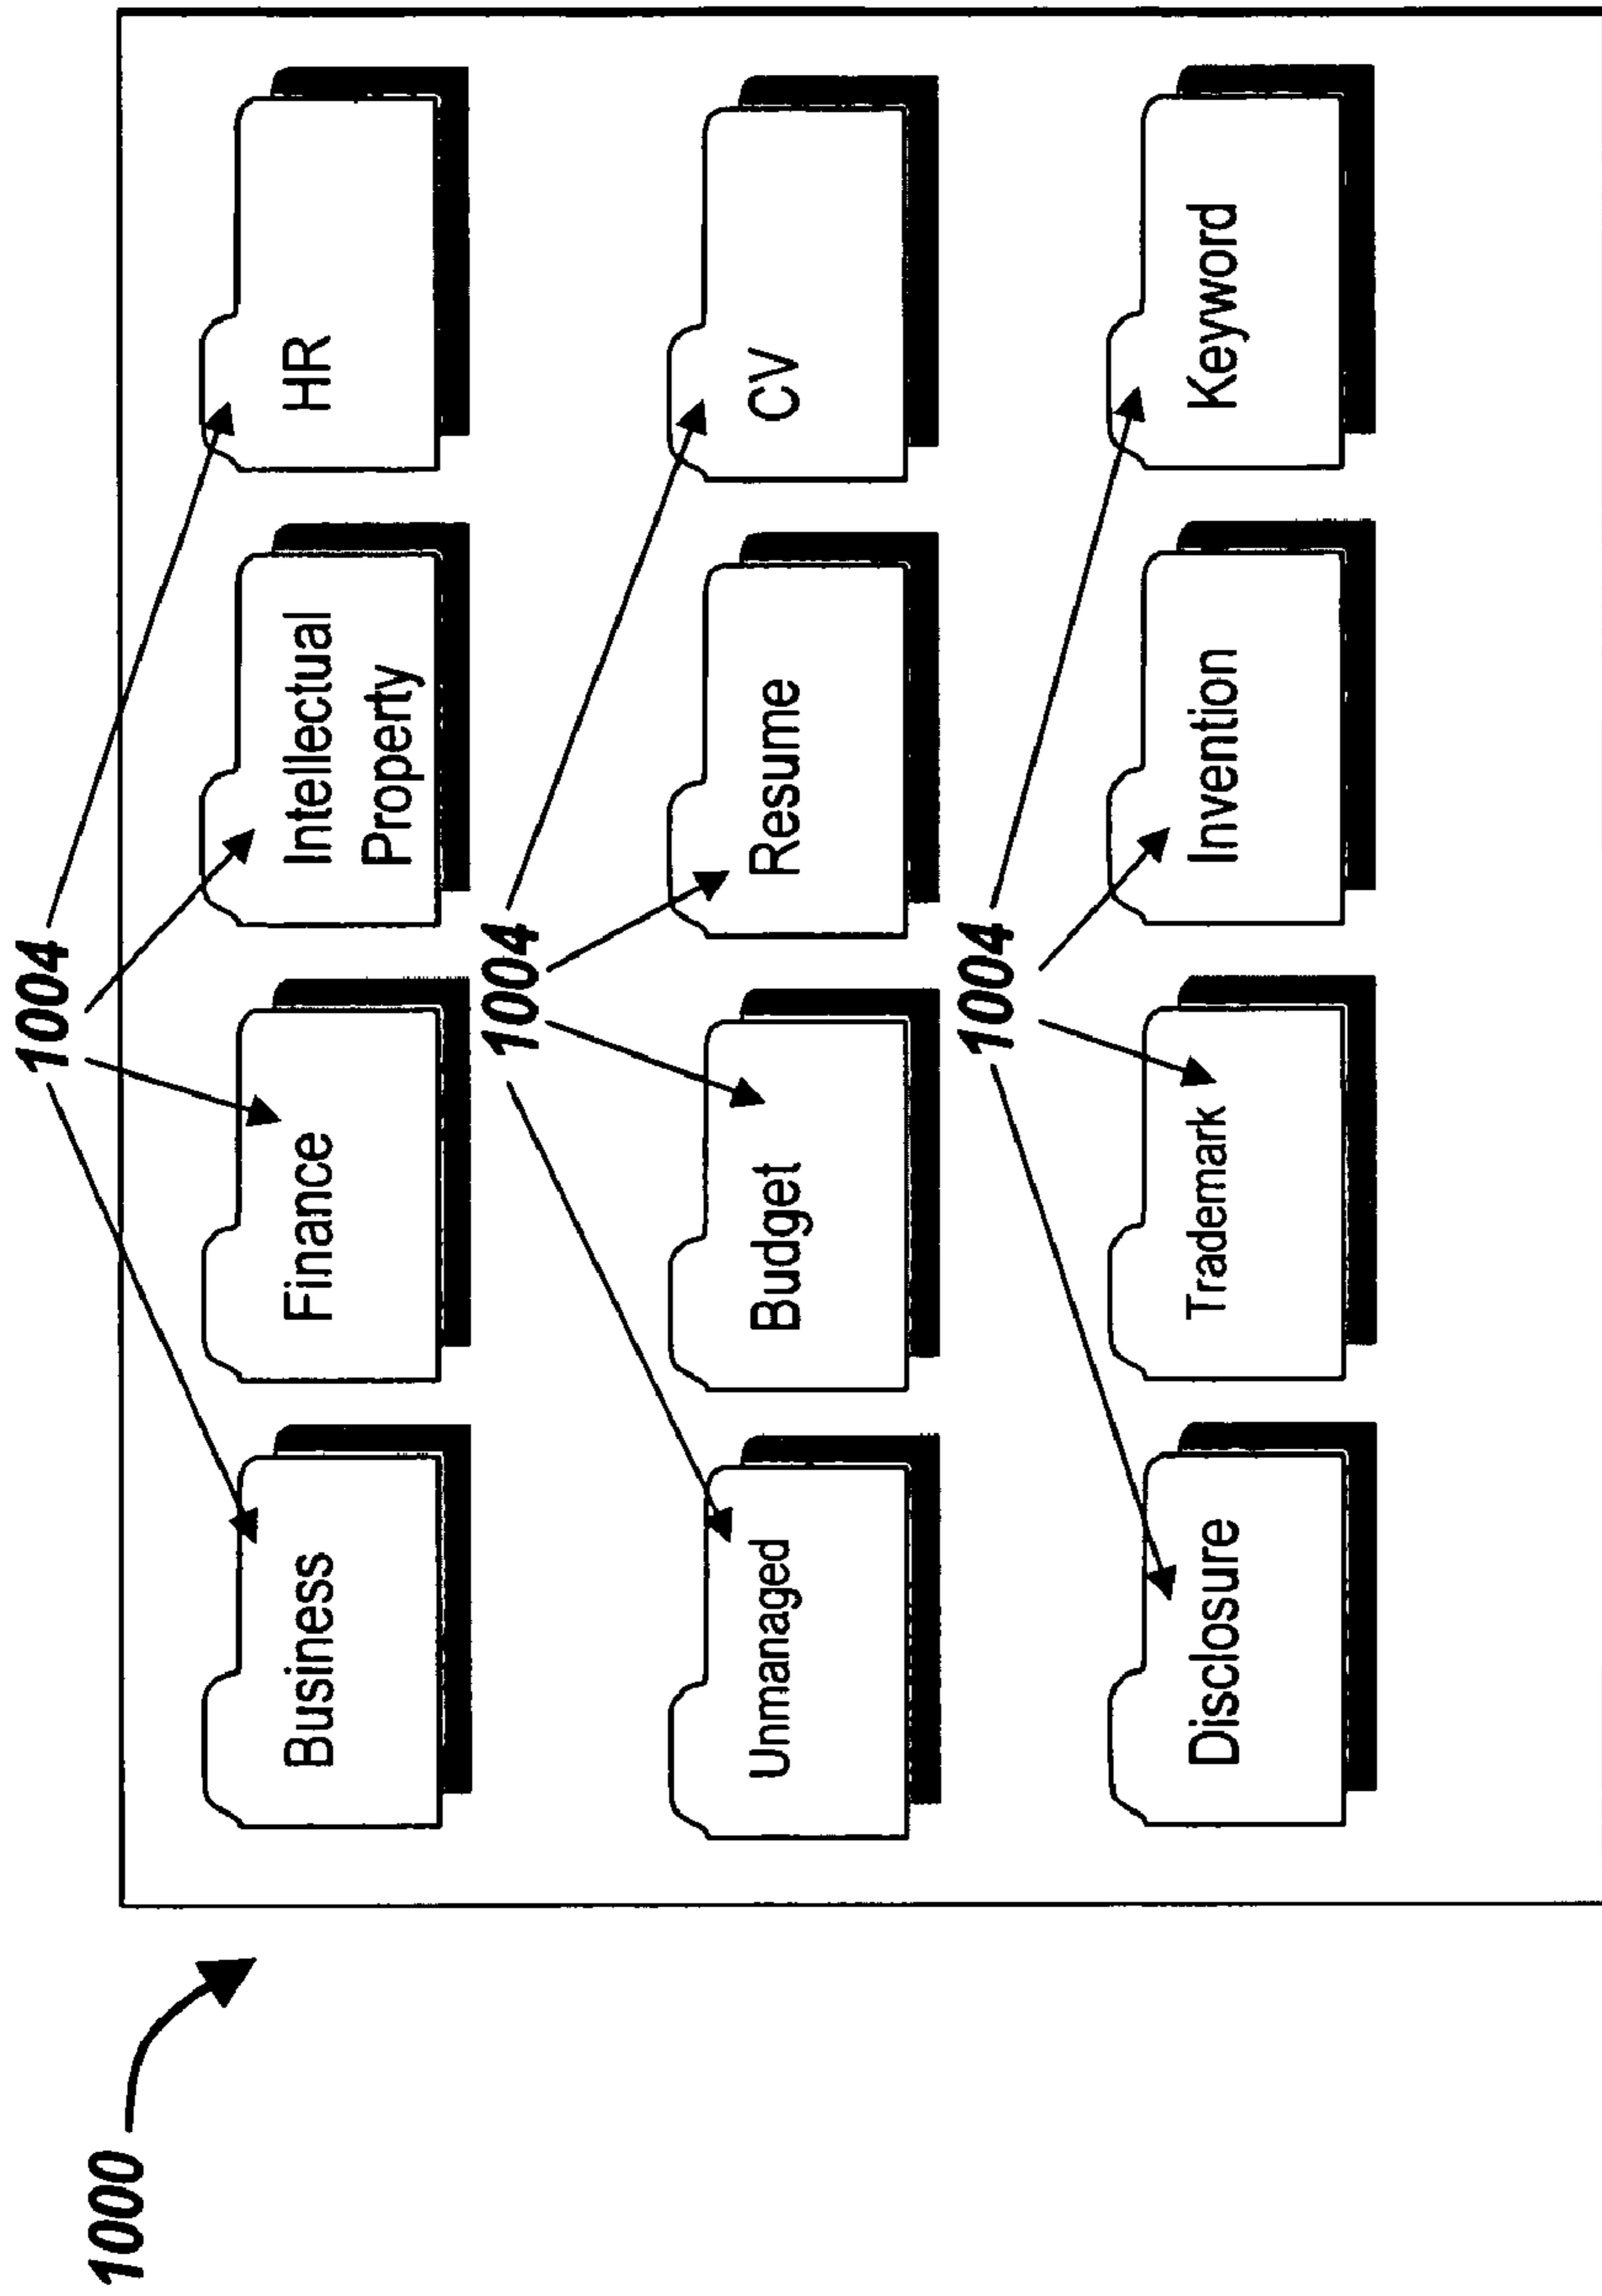 1000
1004
Business
Finance
Intellectual
Property
HR
1004
Unmanaged
Budget
Resume
CV
1004
Disclosure
Trademark
Invention
Keyword